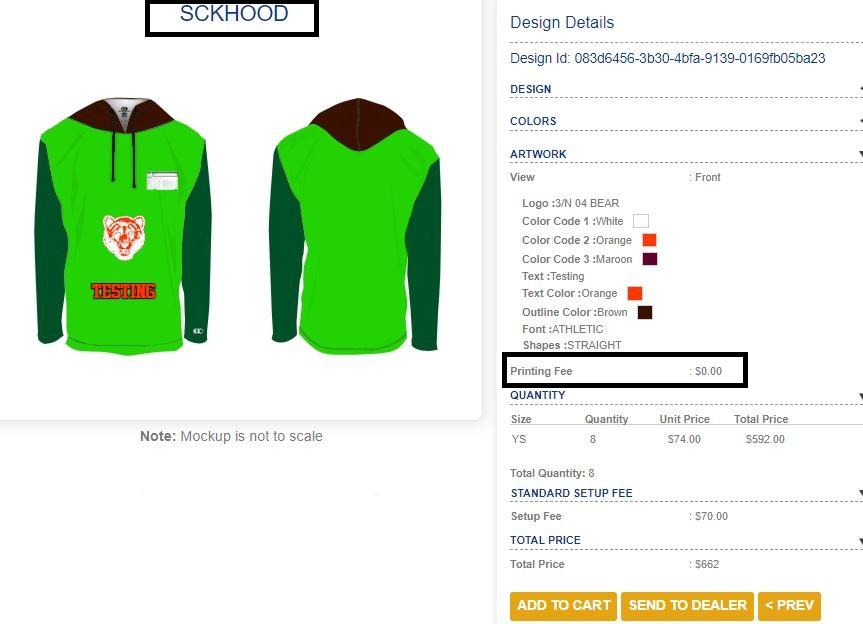 SCKHOOD
TESTING
Note: Mockup is not to scale
Design Details
Design Id: 083d6456-3b30-4bfa-9139-0169fb05ba23
DESIGN
COLORS
ARTWORK
View : Front
Logo :3/N 04 BEAR
Color Code 1 :White
Color Code 2 :Orange
Color Code 3 :Maroon
Text :Testing
Text Color :Orange
Outline Color :Brown
Font :ATHLETIC
Shapes :STRAIGHT
Printing Fee : $0.00
QUANTITY
Size Quantity Unit Price Total Price
YS 8 $74.00 $592.00
Total Quantity: 8
STANDARD SETUP FEE
Setup Fee : $70.00
TOTAL PRICE
Total Price : $662
ADD TO CART SEND TO DEALER < PREV